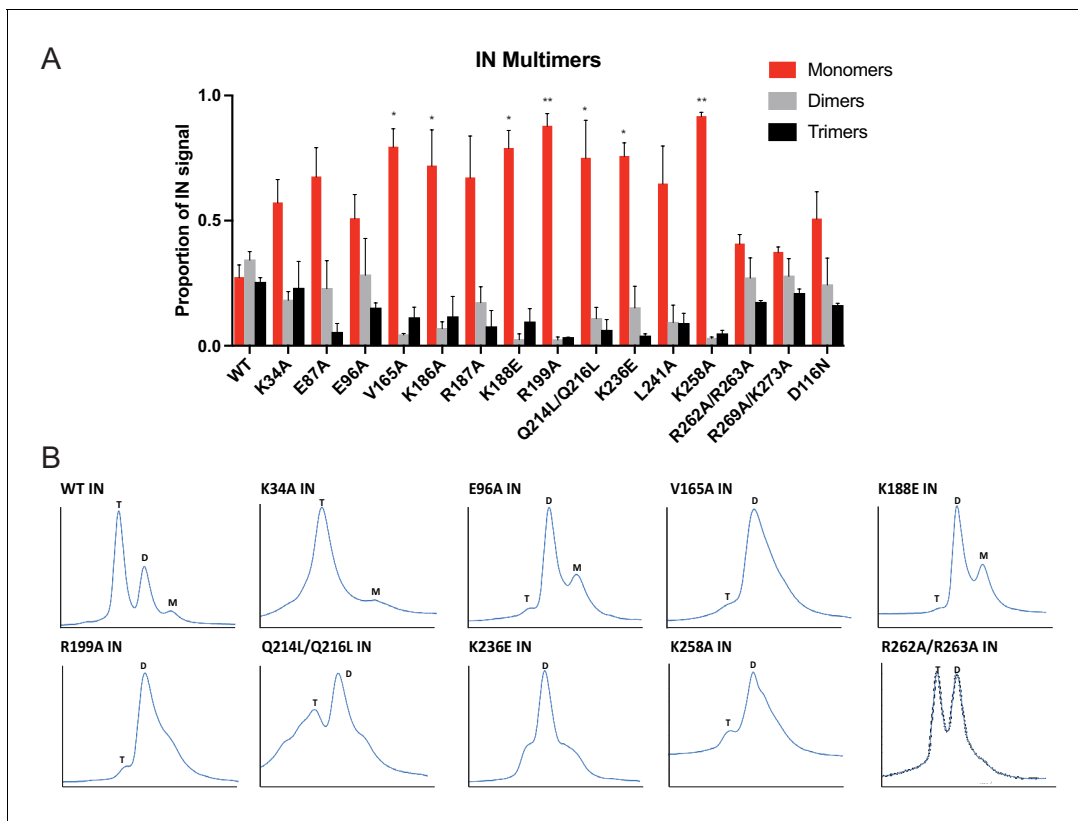 A
IN Multimers
Monomers
Dimers
Trimers
Proportion of IN signal
1.0
0.5
0.0
* * * ** * * **
WT K34A E87A E96A V165A K186A R187A K188E R199A Q214L/Q216L K236E L241A K258A R262A/R263A R269A/K273A D116N
B
WT IN K34A IN E96A IN V165A IN K188E IN
T D M T M T D M T D T D M
R199A IN Q214L/Q216L IN K236E IN K258A IN R262A/R263A IN
T D T D D T D T D